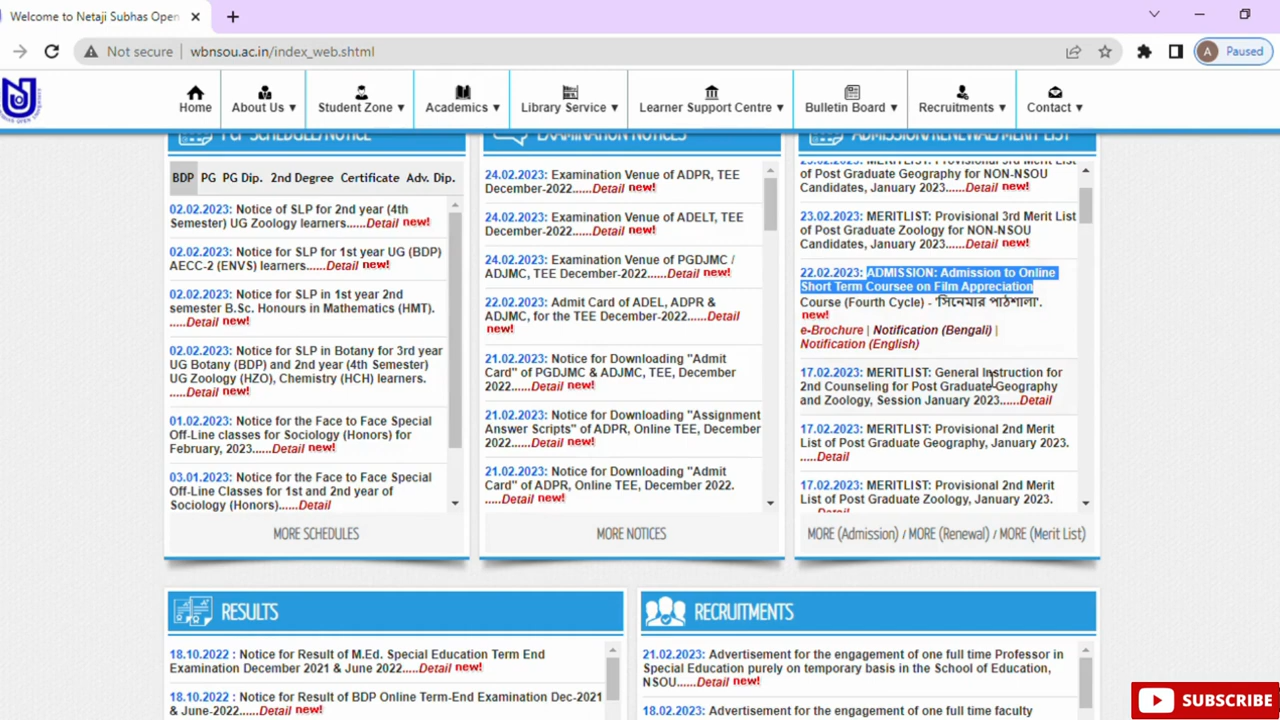 Welcome to Netaji Subhas Open
Not secure
wbnsou.ac.in/index_web.shtml
A
Paused
Home
About Us ▾
Student Zone ▾
Academics ▾
Library Service ▾
Learner Support Centre ▾
Bulletin Board ▾
Recruitments ▾
Contact ▾
PCP SCHEDULE/NOTICE
BDP PG PG Dip. 2nd Degree Certificate Adv. Dip.
02.02.2023: Notice of SLP for 2nd year (4th
Semester) UG Zoology learners.....Detail new!
02.02.2023: Notice for SLP for 1st year UG (BDP)
AECC-2 (ENVS) learners.....Detail new!
02.02.2023: Notice for SLP in 1st year 2nd
semester B.Sc. Honours in Mathematics (HMT).
.....Detail new!
02.02.2023: Notice for SLP in Botany for 3rd year
UG Botany (BDP) and 2nd year (4th Semester)
UG Zoology (HZO), Chemistry (HCH) learners.
.....Detail new!
01.02.2023: Notice for the Face to Face Special
Off-Line classes for Sociology (Honors) for
February, 2023.....Detail new!
03.01.2023: Notice for the Face to Face Special
Off-Line Classes for 1st and 2nd year of
Sociology (Honors).....Detail
MORE SCHEDULES
EXAMINATION NOTICES
24.02.2023: Examination Venue of ADPR, TEE
December-2022.....Detail new!
24.02.2023: Examination Venue of ADELT, TEE
December-2022.....Detail new!
24.02.2023: Examination Venue of PGDJMC /
ADJMC, TEE December-2022.....Detail new!
22.02.2023: Admit Card of ADEL, ADPR &
ADJMC, for the TEE December-2022.....Detail
new!
21.02.2023: Notice for Downloading "Admit
Card" of PGDJMC & ADJMC, TEE, December
2022.....Detail new!
21.02.2023: Notice for Downloading "Assignment
Answer Scripts" of ADPR, Online TEE, December
2022.....Detail new!
21.02.2023: Notice for Downloading "Admit
Card" of ADPR, Online TEE, December 2022.
.....Detail new!
MORE NOTICES
ADMISSION/RENEWAL/MERIT LIST
23.02.2023: MERITLIST: Provisional 3rd Merit List
of Post Graduate Geography for NON-NSOU
Candidates, January 2023.....Detail new!
23.02.2023: MERITLIST: Provisional 3rd Merit List
of Post Graduate Zoology for NON-NSOU
Candidates, January 2023.....Detail new!
22.02.2023: ADMISSION: Admission to Online
Short Term Coursee on Film Appreciation
Course (Fourth Cycle) - 'সিনেমার পাঠশালা'.
new!
e-Brochure | Notification (Bengali) |
Notification (English)
17.02.2023: MERITLIST: General Instruction for
2nd Counseling for Post Graduate Geography
and Zoology, Session January 2023.....Detail
17.02.2023: MERITLIST: Provisional 2nd Merit
List of Post Graduate Geography, January 2023.
.....Detail
17.02.2023: MERITLIST: Provisional 2nd Merit
List of Post Graduate Zoology, January 2023.
.....Detail
MORE (Admission) / MORE (Renewal) / MORE (Merit List)
RESULTS
18.10.2022 : Notice for Result of M.Ed. Special Education Term End
Examination December 2021 & June 2022.....Detail new!
18.10.2022 : Notice for Result of BDP Online Term-End Examination Dec-2021
& June-2022.....Detail new!
RECRUITMENTS
21.02.2023: Advertisement for the engagement of one full time Professor in
Special Education purely on temporary basis in the School of Education,
NSOU.....Detail new!
18.02.2023: Advertisement for the engagement of one full time faculty
SUBSCRIBE